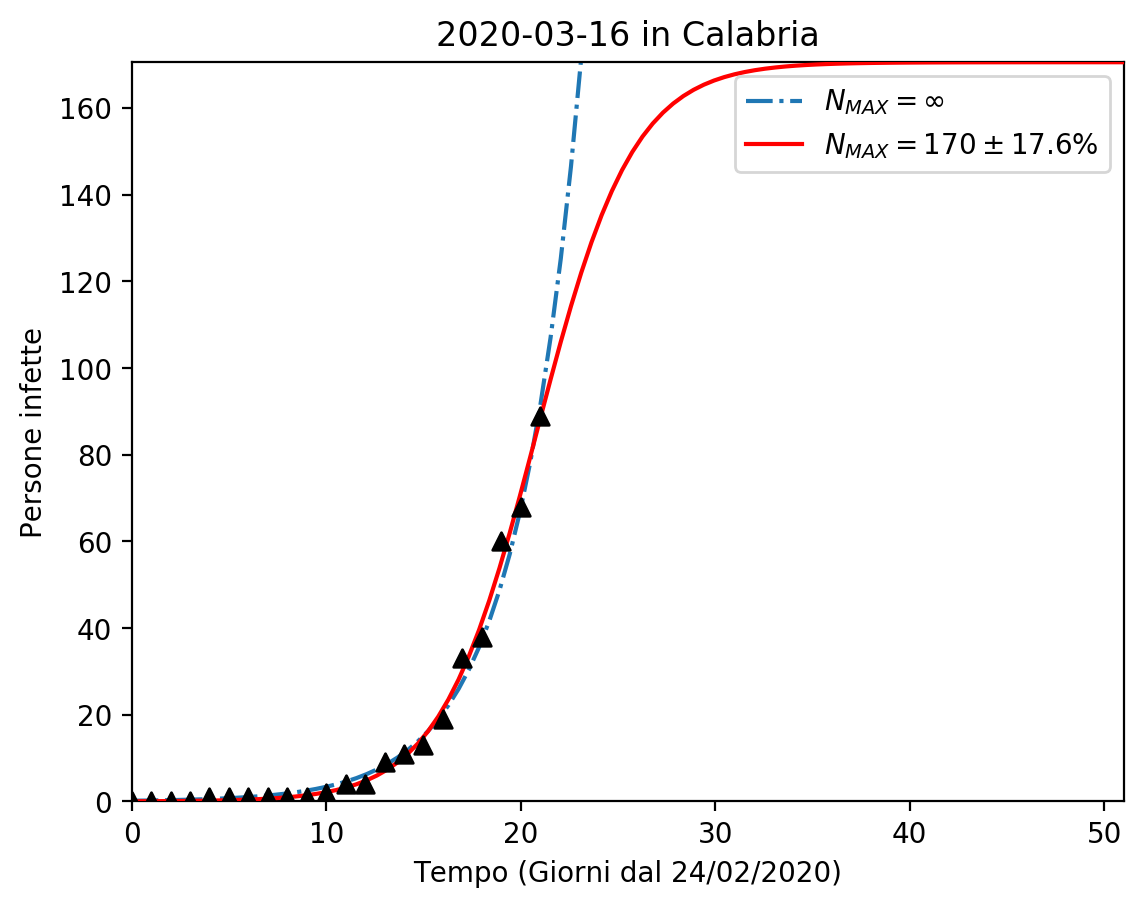 2020-03-16 in Calabria
N_MAX = ∞
N_MAX = 170 ± 17.6%
Persone infette
160
140
120
100
80
60
40
20
0
0 10 20 30 40 50
Tempo (Giorni dal 24/02/2020)